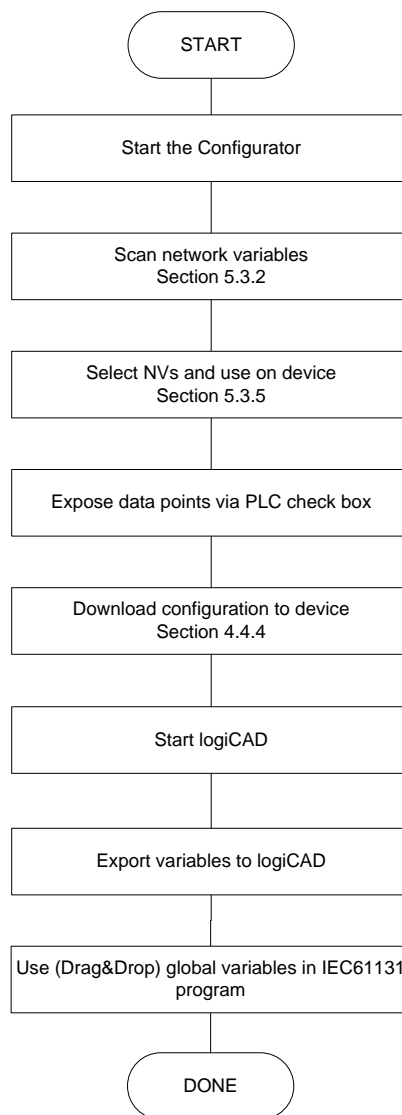 START
Start the Configurator
Scan network variables
Section 5.3.2
Select NVs and use on device
Section 5.3.5
Expose data points via PLC check box
Download configuration to device
Section 4.4.4
Start logiCAD
Export variables to logiCAD
Use (Drag&Drop) global variables in IEC61131
program
DONE